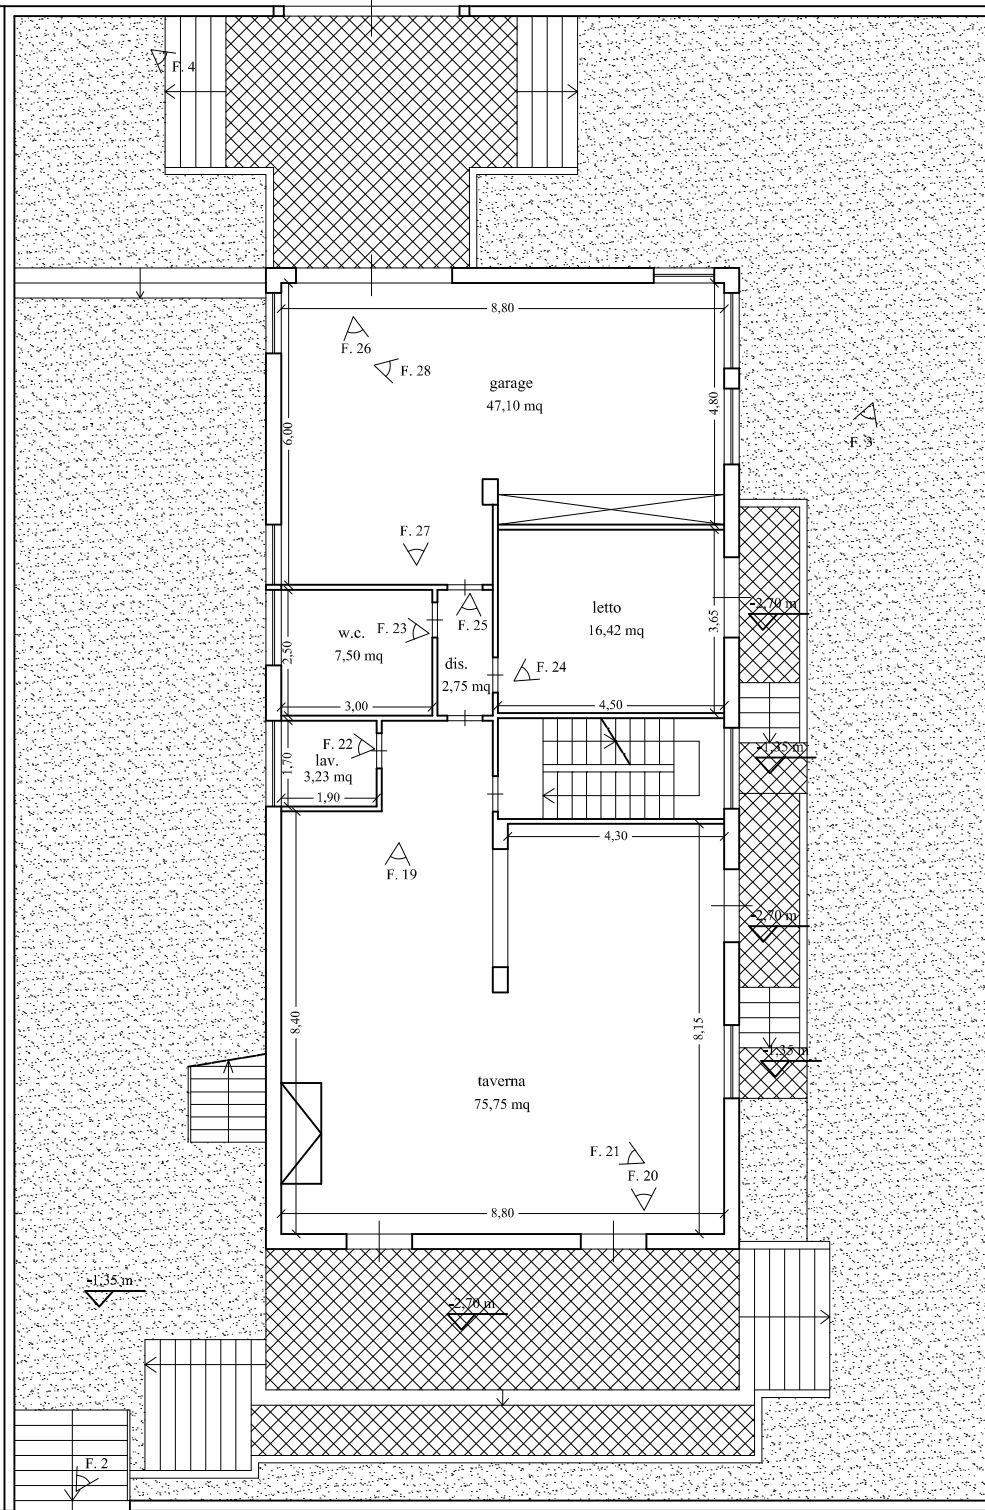 F. 4
8,80
F. 26
F. 28
garage
47,10 mq
4,80
6,00
F. 3
F. 27
letto
16,42 mq
-2,70 m
3,65
F. 25
F. 23
w.c.
7,50 mq
2,50
dis.
2,75 mq
F. 24
3,00
4,50
F. 22
lav.
3,23 mq
1,70
1,90
-1,35 m
4,30
F. 19
-2,70 m
8,40
8,15
-1,35 m
taverna
75,75 mq
F. 21
F. 20
8,80
-1,35 m
-2,70 m
F. 2